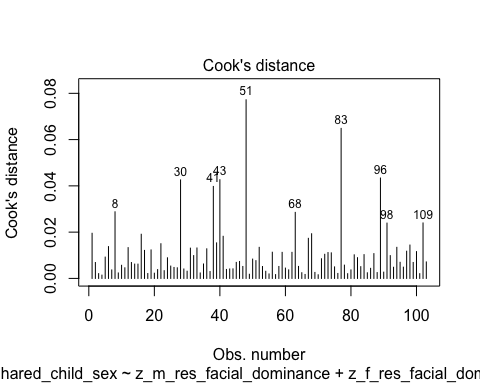 Cook's distance
Cook's distance
0.00 0.02 0.04 0.06 0.08
51
83
30
41
43
96
8
68
98
109
0 20 40 60 80 100
Obs. number
hared_child_sex ~ z_m_res_facial_dominance + z_f_res_facial_don